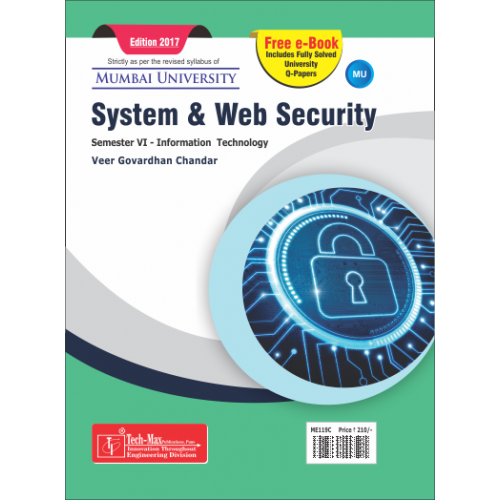 Edition 2017
Strictly as per the revised syllabus of
MUMBAI UNIVERSITY
Free e-Book
Includes Fully Solved
University
Q-Papers
MU
System & Web Security
Semester VI - Information Technology
Veer Govardhan Chandar
Tech-Max Publications, Pune
Innovation Throughout
Engineering Division
ME119C Price ₹ 210/-